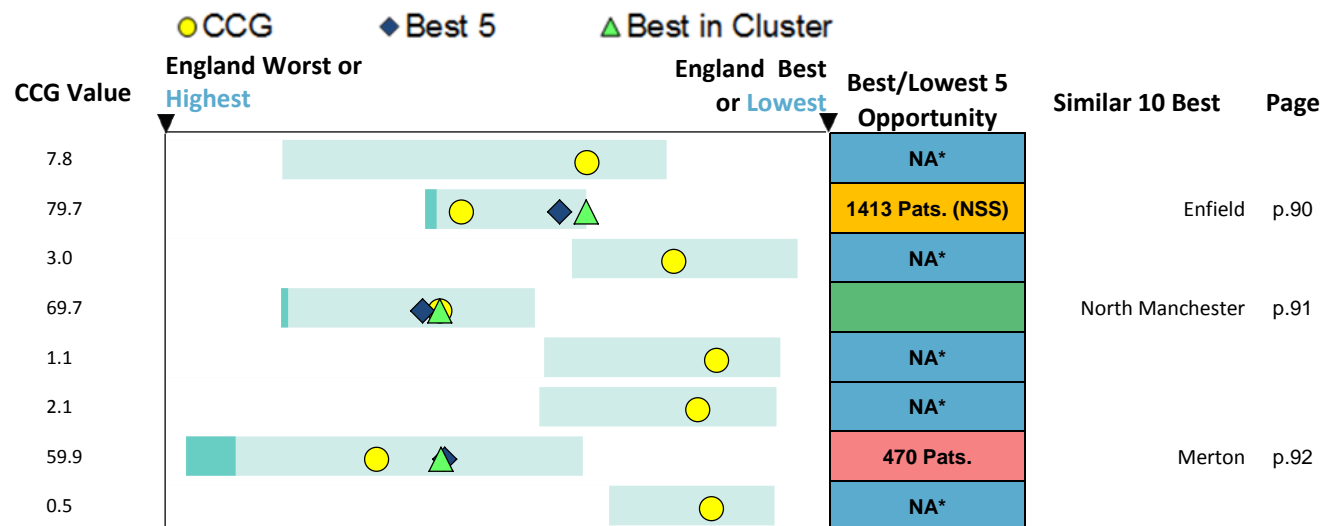 CCG Best 5 Best in Cluster
CCG Value England Worst or Highest England Best or Lowest Best/Lowest 5 Opportunity Similar 10 Best Page
7.8 NA*
79.7 1413 Pats. (NSS) Enfield p.90
3.0 NA*
69.7 North Manchester p.91
1.1 NA*
2.1 NA*
59.9 470 Pats. Merton p.92
0.5 NA*